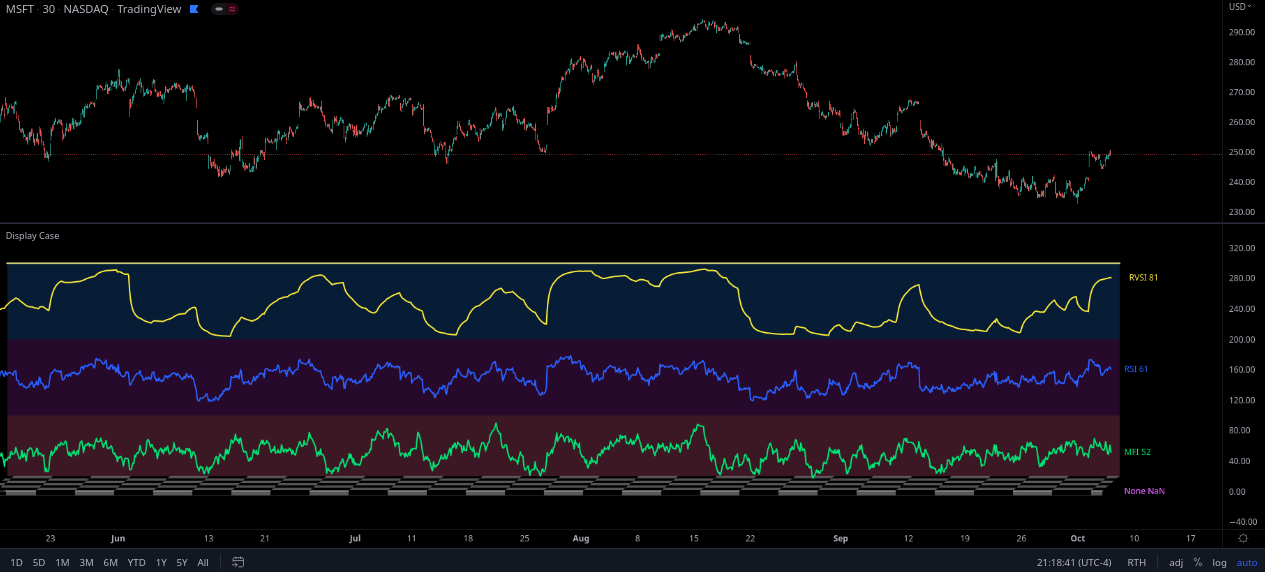 MSFT · 30 · NASDAQ · TradingView
USD
290.00
280.00
270.00
260.00
250.00
240.00
230.00
Display Case
320.00
280.00
240.00
200.00
160.00
120.00
80.00
40.00
0.00
−40.00
RVSI 81
RSI 61
MFI 52
None NaN
23 Jun 13 21 Jul 11 18 25 Aug 8 15 22 Sep 12 19 26 Oct 10 17
1D 5D 1M 3M 6M YTD 1Y 5Y All 21:18:41 (UTC-4) RTH adj % log auto